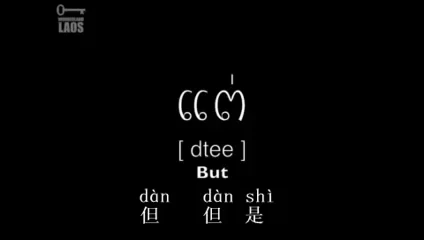 LAOS
ແຕ່
[ dtee ]
But
dàn dàn shì
但 但 是